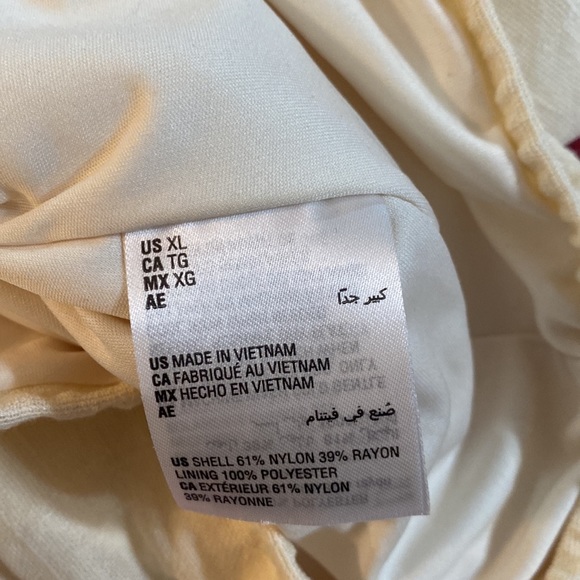 US XL
CA TG
MX XG
AE كبير جدًا
US MADE IN VIETNAM
CA FABRIQUÉ AU VIETNAM
MX HECHO EN VIETNAM
AE صُنع في فيتنام
US SHELL 61% NYLON 39% RAYON
LINING 100% POLYESTER
CA EXTÉRIEUR 61% NYLON
39% RAYONNE